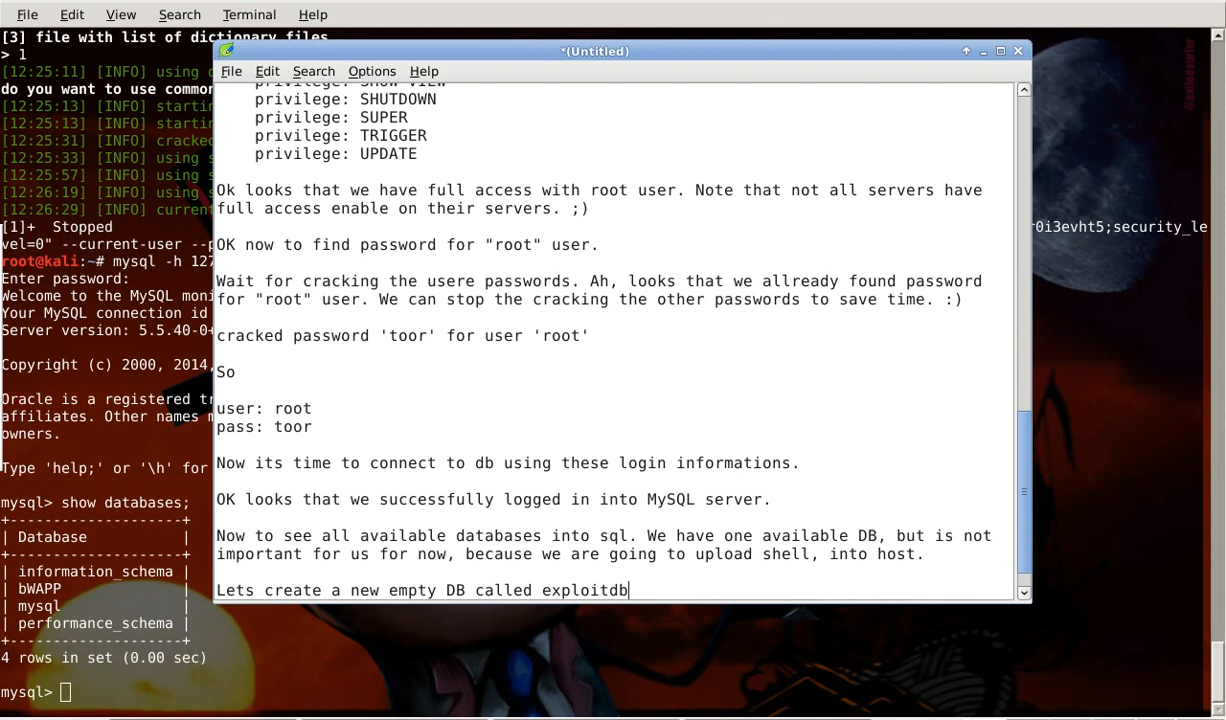 File Edit View Search Terminal Help
[3] file with list of dictionary files
> 1
[12:25:11] [INFO] using
do you want to use common
[12:25:13] [INFO] startin
[12:25:13] [INFO] startin
[12:25:31] [INFO] cracked
[12:25:33] [INFO] using
[12:25:57] [INFO] using
[12:26:19] [INFO] using
[12:26:29] [INFO] current
[1]+ Stopped
r0i3evht5;security_le
vel=0" --current-user --p
root@kali:~# mysql -h 127
Enter password:
Welcome to the MySQL moni
Your MySQL connection id
Server version: 5.5.40-0+
Copyright (c) 2000, 2014,
Oracle is a registered tr
affiliates. Other names m
owners.
Type 'help;' or '\h' for
mysql> show databases;
+--------------------+
| Database |
+--------------------+
| information_schema |
| bWAPP |
| mysql |
| performance_schema |
+--------------------+
4 rows in set (0.00 sec)
mysql>
*(Untitled)
File Edit Search Options Help
privilege: SHOW VIEW
privilege: SHUTDOWN
privilege: SUPER
privilege: TRIGGER
privilege: UPDATE
Ok looks that we have full access with root user. Note that not all servers have
full access enable on their servers. ;)
OK now to find password for "root" user.
Wait for cracking the usere passwords. Ah, looks that we allready found password
for "root" user. We can stop the cracking the other passwords to save time. :)
cracked password 'toor' for user 'root'
So
user: root
pass: toor
Now its time to connect to db using these login informations.
OK looks that we successfully logged in into MySQL server.
Now to see all available databases into sql. We have one available DB, but is not
important for us for now, because we are going to upload shell, into host.
Lets create a new empty DB called exploitdb